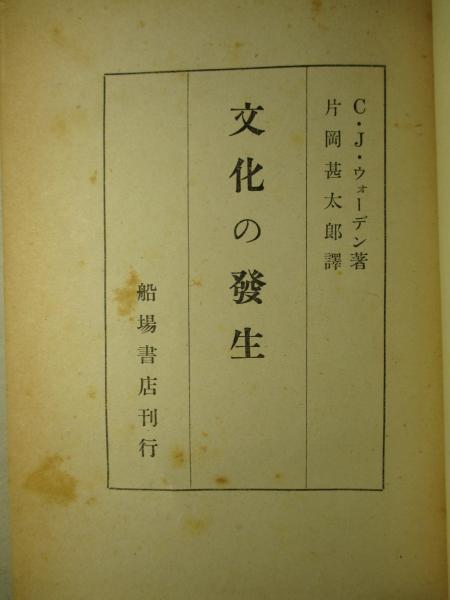 C・J・ウォーデン著
片岡甚太郎譯
文化の發生
船場書店刊行